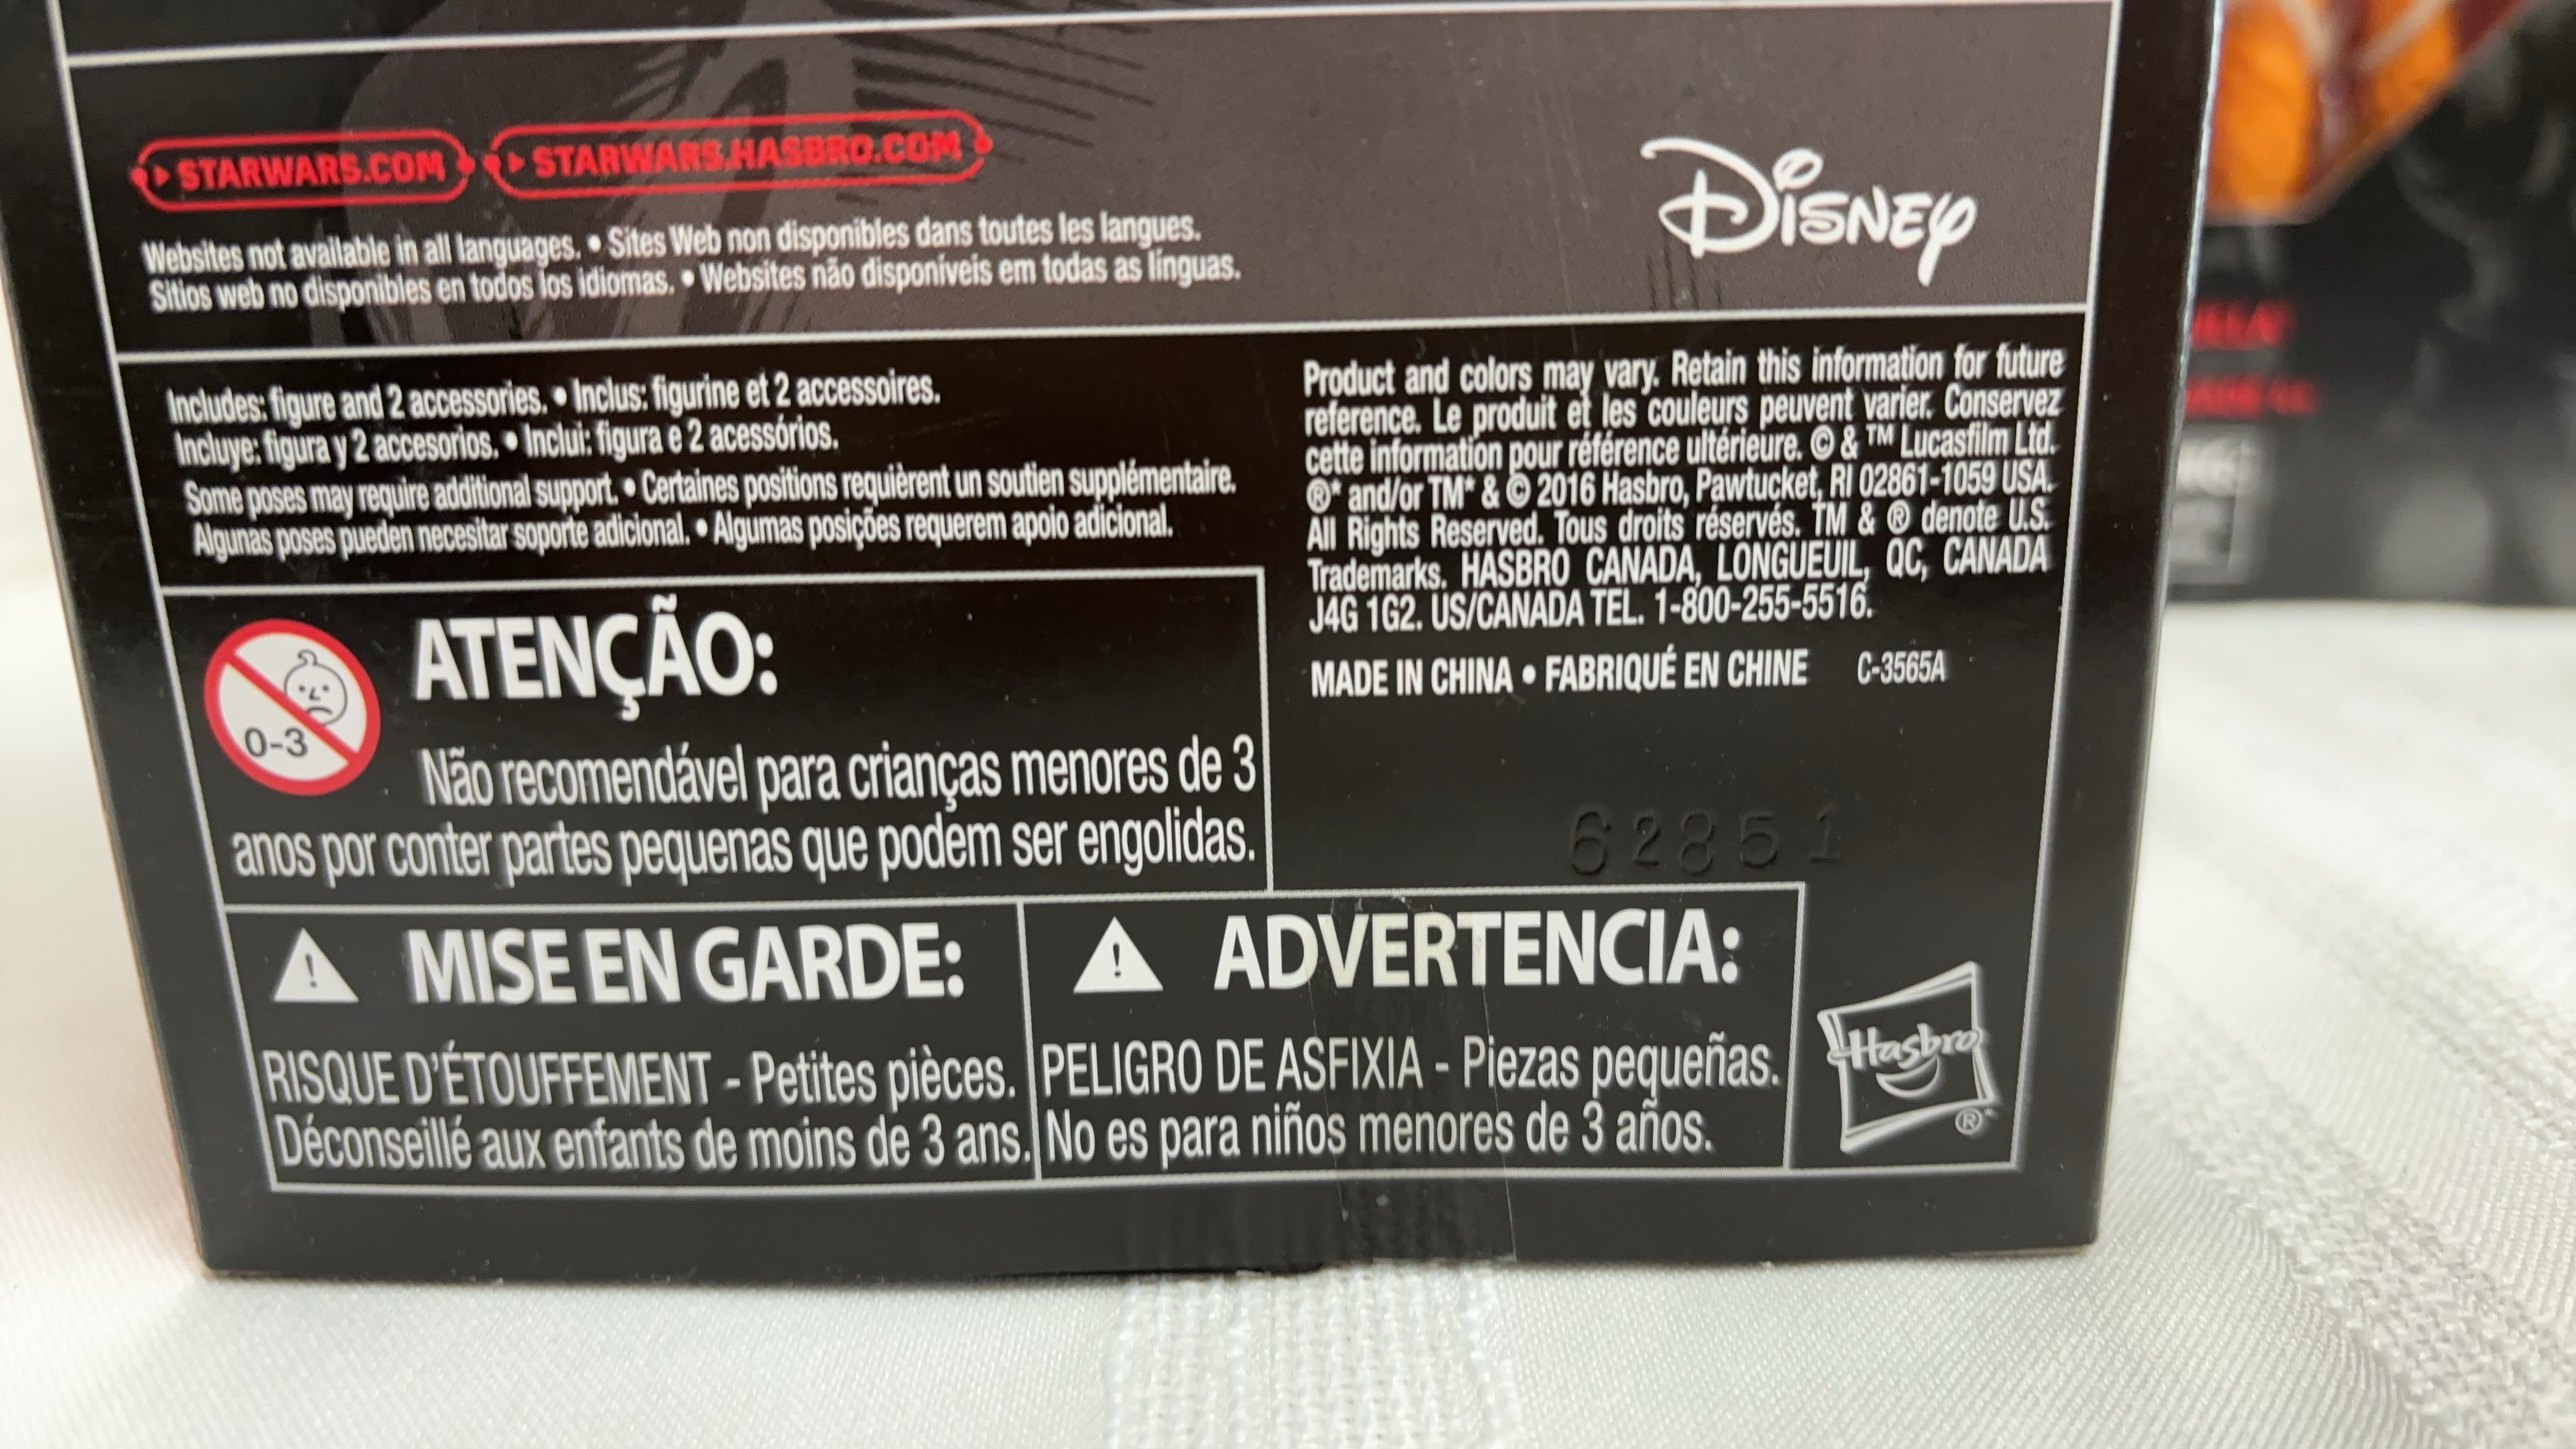 STARWARS.COM STARWARS.HASBRO.COM
DISNEY
Websites not available in all languages. • Sites Web non disponibles dans toutes les langues.
Sitios web no disponibles en todos los idiomas. • Websites não disponíveis em todas as línguas.
Includes: figure and 2 accessories. • Inclus: figurine et 2 accessoires.
Incluye: figura y 2 accesorios. • Inclui: figura e 2 acessórios.
Some poses may require additional support. • Certaines positions requièrent un soutien supplémentaire.
Algunas poses pueden necesitar soporte adicional. • Algumas posições requerem apoio adicional.
Product and colors may vary. Retain this information for future
reference. Le produit et les couleurs peuvent varier. Conservez
cette information pour référence ultérieure. © & ™ Lucasfilm Ltd.
®* and/or TM* & © 2016 Hasbro, Pawtucket, RI 02861-1059 USA.
All Rights Reserved. Tous droits réservés. TM & ® denote U.S.
Trademarks. HASBRO CANADA, LONGUEUIL, QC, CANADA
J4G 1G2. US/CANADA TEL. 1-800-255-5516.
MADE IN CHINA • FABRIQUÉ EN CHINE C-3565A
62851
0-3
ATENÇÃO:
Não recomendável para crianças menores de 3
anos por conter partes pequenas que podem ser engolidas.
MISE EN GARDE:
RISQUE D'ÉTOUFFEMENT - Petites pièces.
Déconseillé aux enfants de moins de 3 ans.
ADVERTENCIA:
PELIGRO DE ASFIXIA - Piezas pequeñas.
No es para niños menores de 3 años.
Hasbro
®*